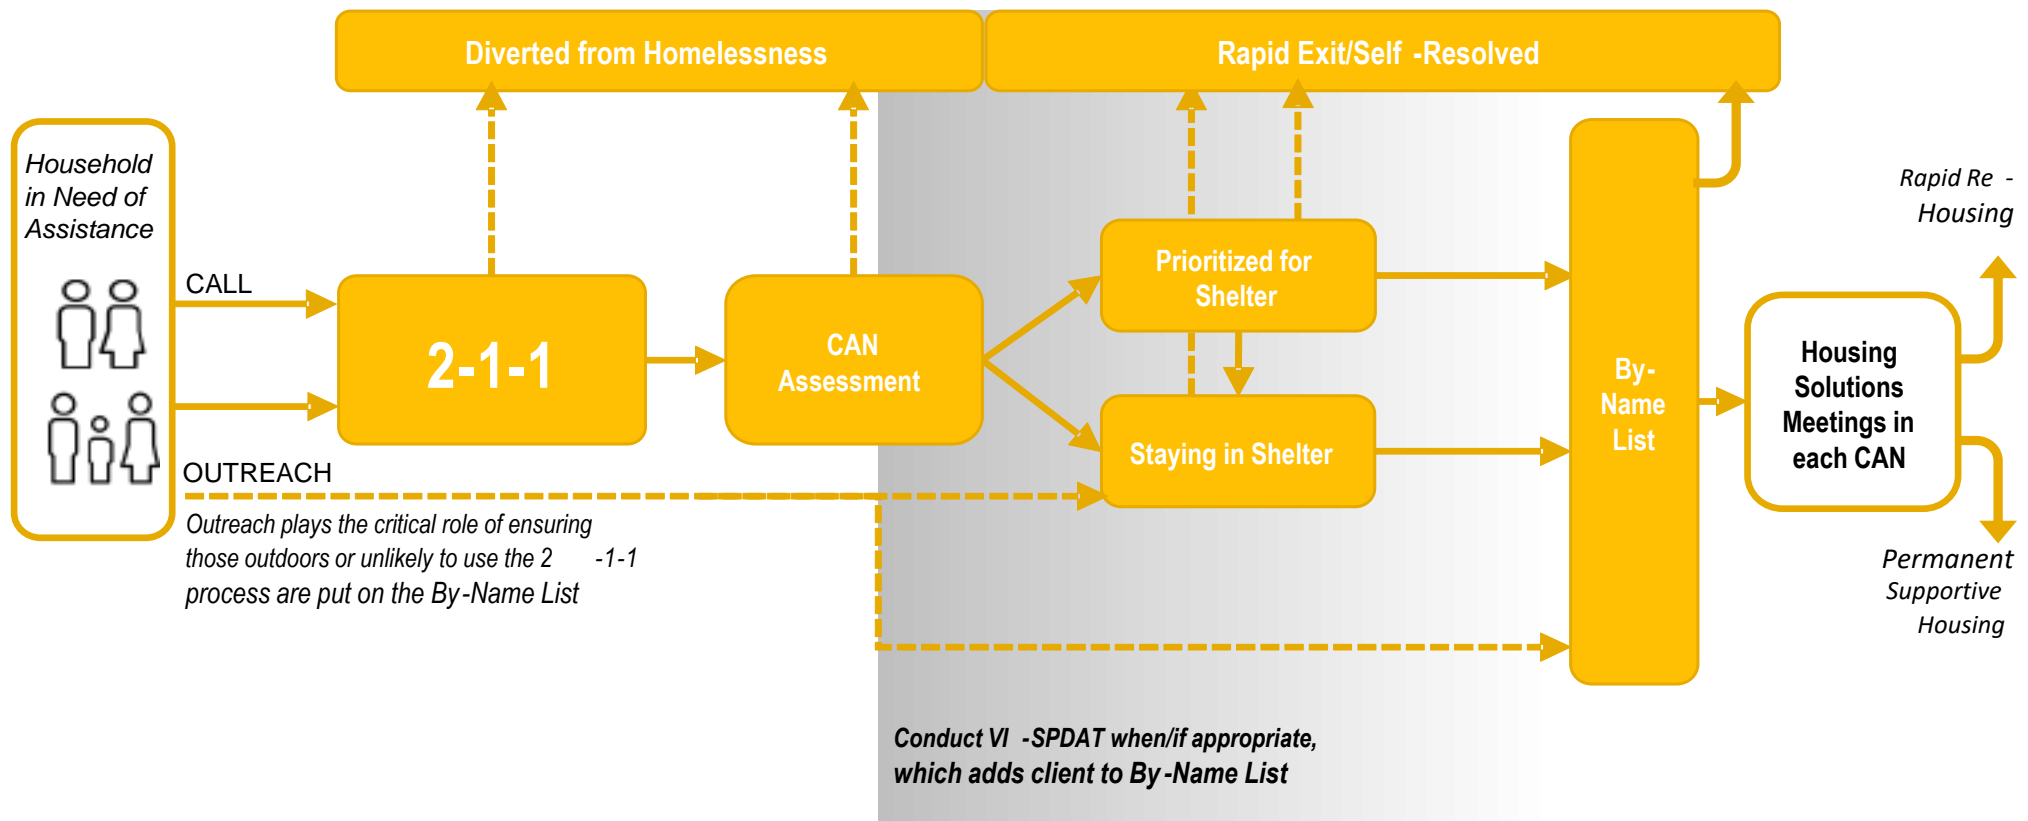 Diverted from Homelessness
Rapid Exit/Self -Resolved
Household
in Need of
Assistance
CALL
2-1-1
CAN
Assessment
Prioritized for
Shelter
Staying in Shelter
By-
Name
List
Housing
Solutions
Meetings in
each CAN
Rapid Re -
Housing
Permanent
Supportive
Housing
OUTREACH
Outreach plays the critical role of ensuring
those outdoors or unlikely to use the 2 -1-1
process are put on the By-Name List
Conduct VI -SPDAT when/if appropriate,
which adds client to By-Name List